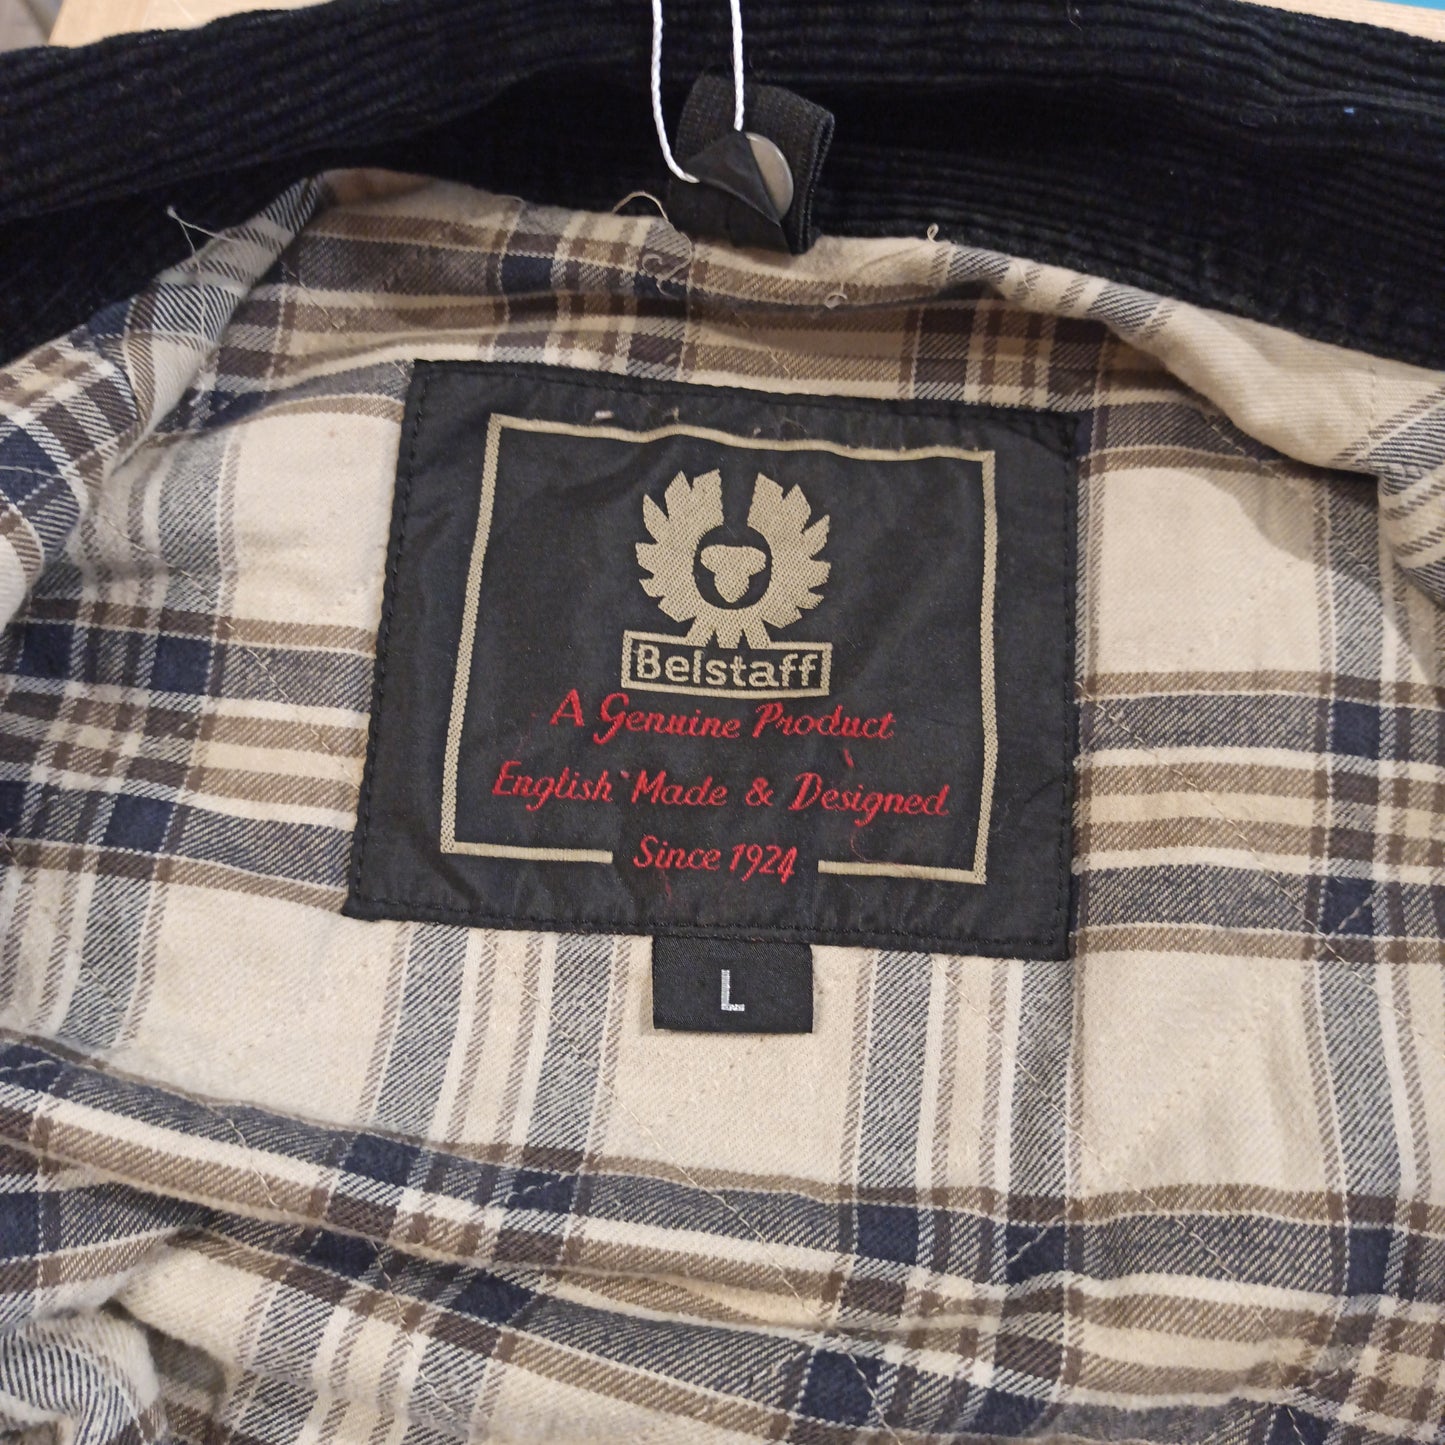 Belstaff
A Genuine Product
English Made & Designed
Since 1924
L